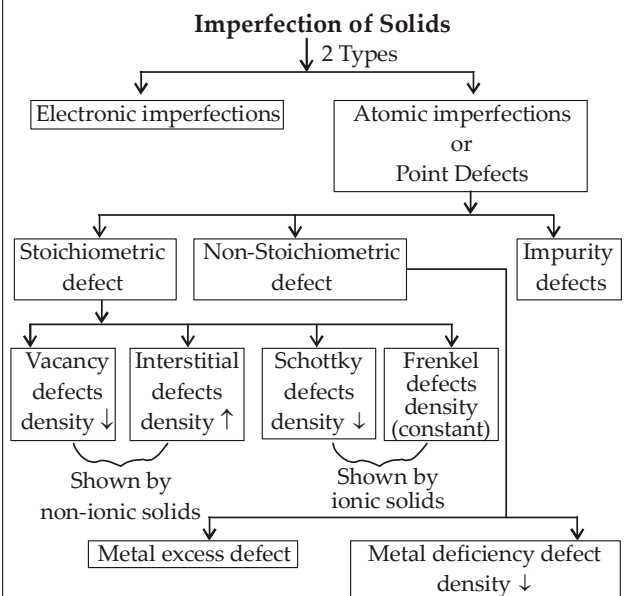 Imperfection of Solids
2 Types
Electronic imperfections
Atomic imperfections
or
Point Defects
Stoichiometric
defect
Non-Stoichiometric
defect
Impurity
defects
Vacancy
defects
density ↓
Interstitial
defects
density ↑
Schottky
defects
density ↓
Frenkel
defects
density
(constant)
Shown by
non-ionic solids
Shown by
ionic solids
Metal excess defect
Metal deficiency defect
density ↓